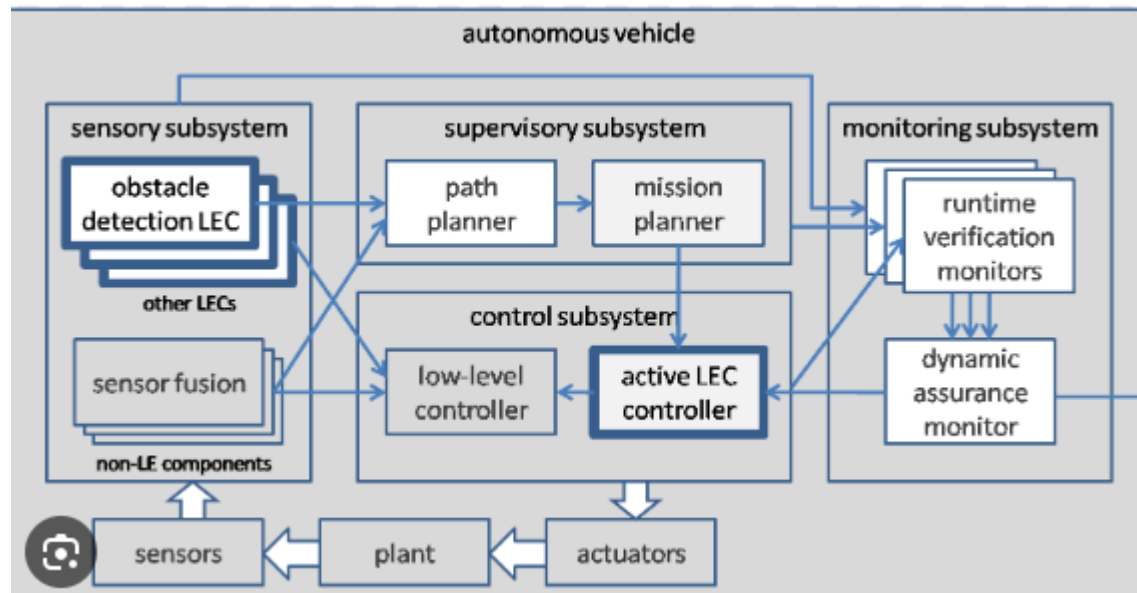 autonomous vehicle
sensory subsystem
obstacle
detection LEC
other LECs
sensor fusion
non-LE components
supervisory subsystem
path
planner
mission
planner
control subsystem
low-level
controller
active LEC
controller
monitoring subsystem
runtime
verification
monitors
dynamic
assurance
monitor
sensors
plant
actuators